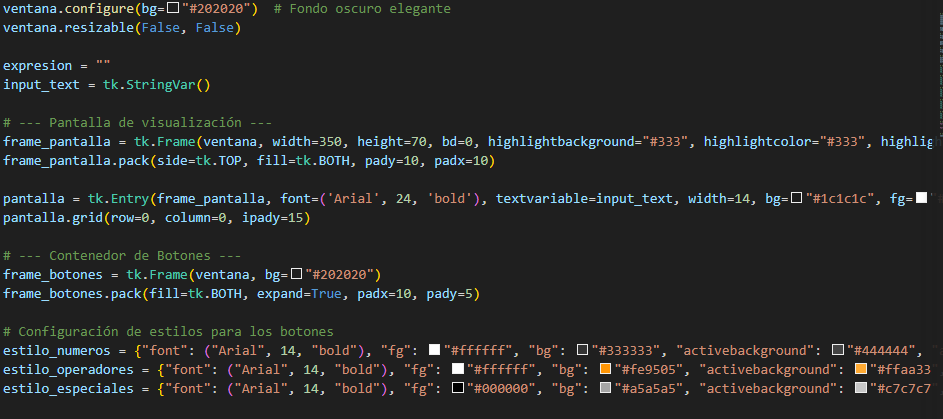 ventana.configure(bg="#202020")  # Fondo oscuro elegante
ventana.resizable(False, False)
expresion = ""
input_text = tk.StringVar()
# --- Pantalla de visualización ---
frame_pantalla = tk.Frame(ventana, width=350, height=70, bd=0, highlightbackground="#333", highlightcolor="#333", highlig
frame_pantalla.pack(side=tk.TOP, fill=tk.BOTH, pady=10, padx=10)
pantalla = tk.Entry(frame_pantalla, font=('Arial', 24, 'bold'), textvariable=input_text, width=14, bg="#1c1c1c", fg=
pantalla.grid(row=0, column=0, ipady=15)
# --- Contenedor de Botones ---
frame_botones = tk.Frame(ventana, bg="#202020")
frame_botones.pack(fill=tk.BOTH, expand=True, padx=10, pady=5)
# Configuración de estilos para los botones
estilo_numeros = {"font": ("Arial", 14, "bold"), "fg": "#ffffff", "bg": "#333333", "activebackground": "#444444",
estilo_operadores = {"font": ("Arial", 14, "bold"), "fg": "#ffffff", "bg": "#fe9505", "activebackground": "#ffaa33
estilo_especiales = {"font": ("Arial", 14, "bold"), "fg": "#000000", "bg": "#a5a5a5", "activebackground": "#c7c7c7